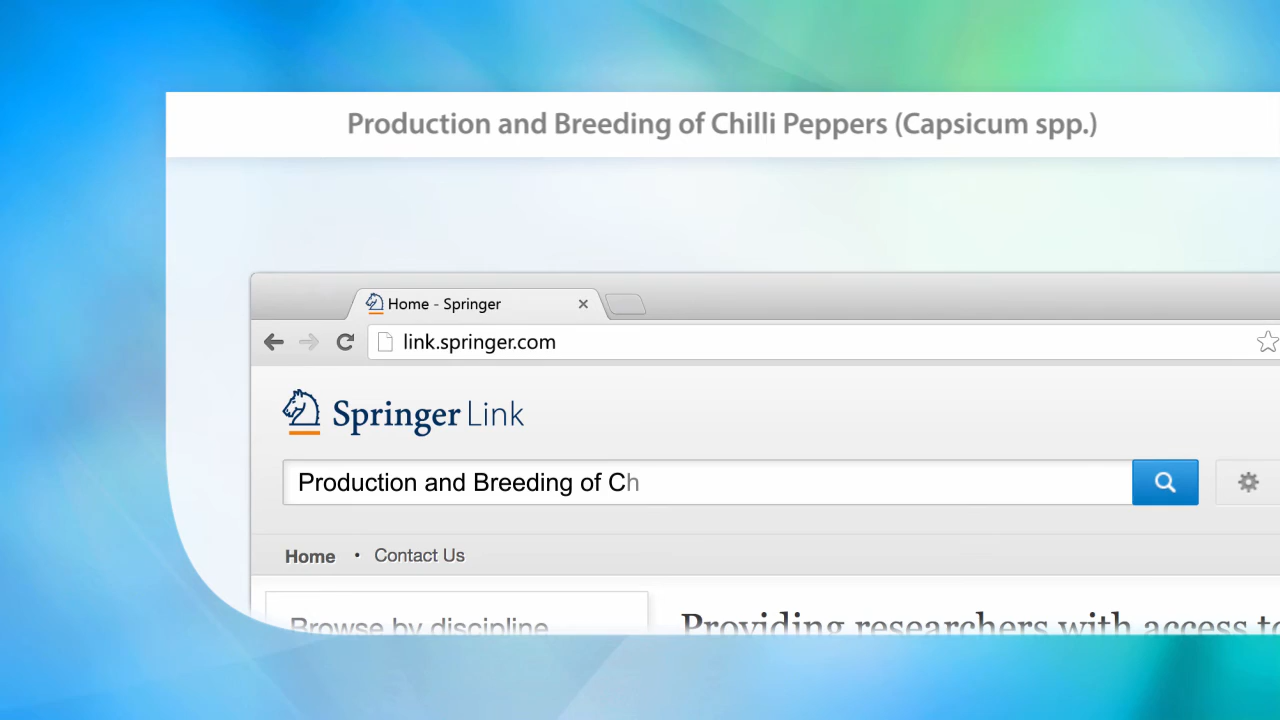 Production and Breeding of Chilli Peppers (Capsicum spp.)
Home - Springer
link.springer.com
Springer Link
Production and Breeding of Ch
Home • Contact Us
Browse by discipline
Providing researchers with access to